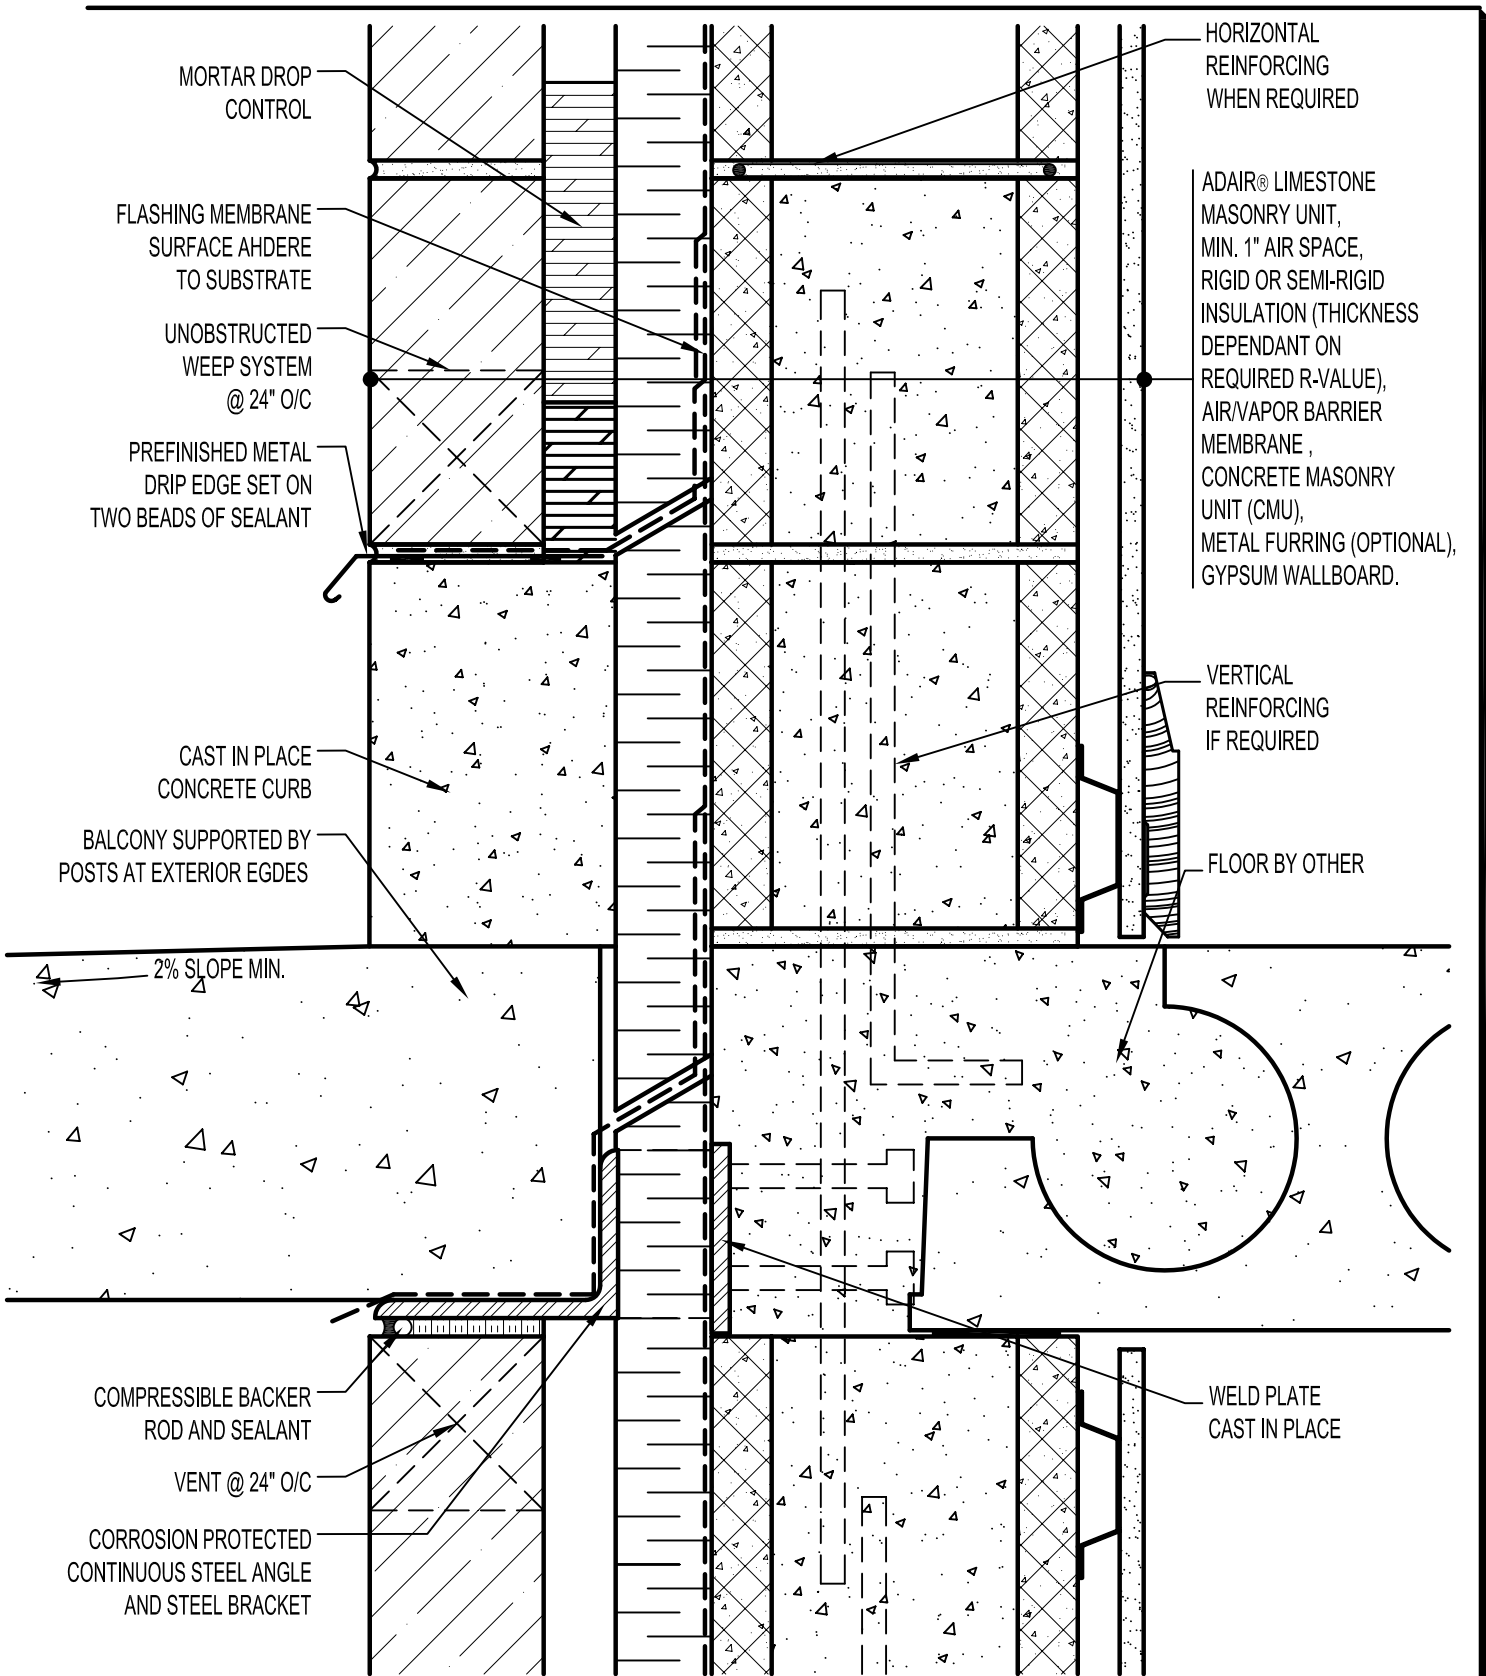 MORTAR DROP
CONTROL
FLASHING MEMBRANE
SURFACE AHDERE
TO SUBSTRATE
UNOBSTRUCTED
WEEP SYSTEM
@ 24" O/C
PREFINISHED METAL
DRIP EDGE SET ON
TWO BEADS OF SEALANT
CAST IN PLACE
CONCRETE CURB
BALCONY SUPPORTED BY
POSTS AT EXTERIOR EGDES
2% SLOPE MIN.
COMPRESSIBLE BACKER
ROD AND SEALANT
VENT @ 24" O/C
CORROSION PROTECTED
CONTINUOUS STEEL ANGLE
AND STEEL BRACKET
HORIZONTAL
REINFORCING
WHEN REQUIRED
ADAIR® LIMESTONE
MASONRY UNIT,
MIN. 1" AIR SPACE,
RIGID OR SEMI-RIGID
INSULATION (THICKNESS
DEPENDANT ON
REQUIRED R-VALUE),
AIR/VAPOR BARRIER
MEMBRANE ,
CONCRETE MASONRY
UNIT (CMU),
METAL FURRING (OPTIONAL),
GYPSUM WALLBOARD.
VERTICAL
REINFORCING
IF REQUIRED
FLOOR BY OTHER
WELD PLATE
CAST IN PLACE